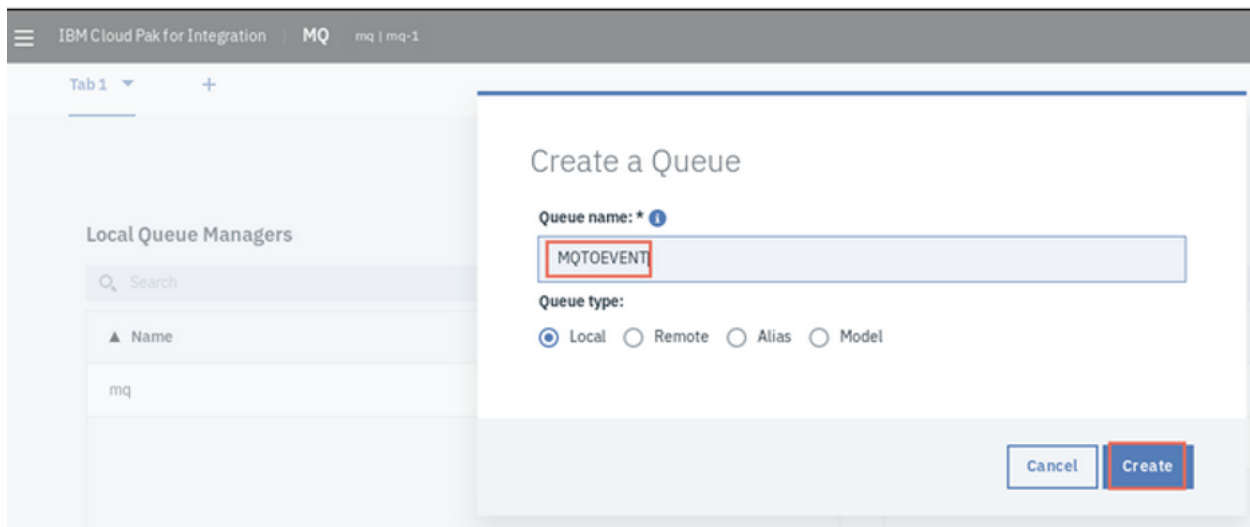 IBM Cloud Pak for Integration MQ mq | mq-1
Tab 1 +
Create a Queue
Queue name: *
MQTOEVENT
Queue type:
Local Remote Alias Model
Cancel Create
Local Queue Managers
Search
Name
mq